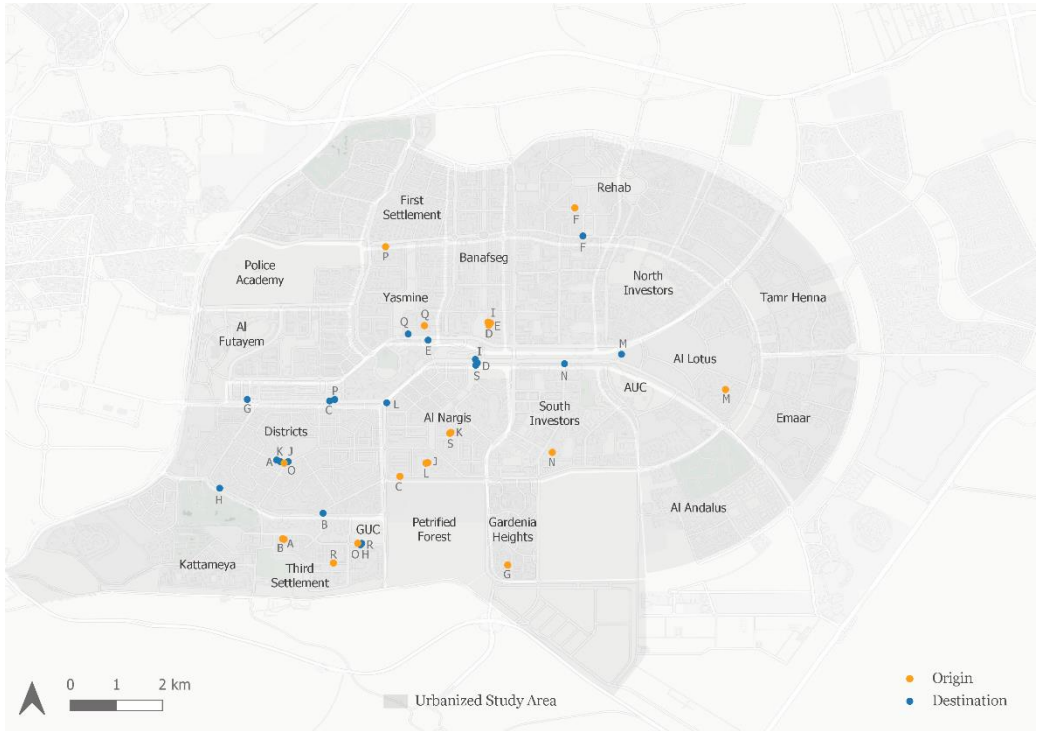 Rehab
First
Settlement
F
F
P
Banafseg
Police
Academy
North
Investors
Tamr Henna
Yasmine
Q
Q
I
E
D
E
Al
Futayem
M
I
D
S
N
Al Lotus
AUC
M
G
P
C
L
Al Nargis
South
Investors
Emaar
Districts
K
S
K
J
A
O
J
L
N
C
H
Al Andalus
B
GUC
Petrified
Forest
Gardenia
Heights
B
A
O
R
H
R
G
Kattameya
Third
Settlement
0 1 2 km
Urbanized Study Area
Origin
Destination